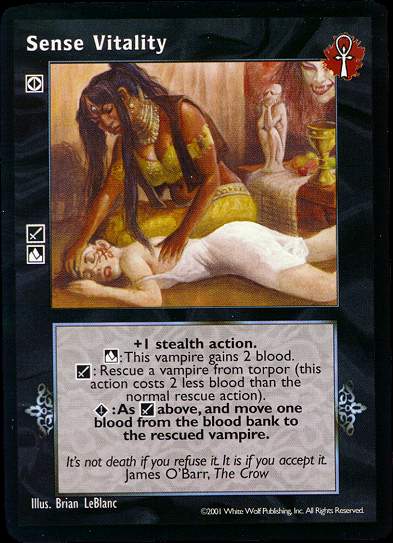 Sense Vitality
+1 stealth action.
: This vampire gains 2 blood.
: Rescue a vampire from torpor (this
action costs 2 less blood than the
normal rescue action).
: As above, and move one
blood from the blood bank to
the rescued vampire.
It's not death if you refuse it. It is if you accept it.
James O'Barr, The Crow
Illus. Brian LeBlanc
©2001 White Wolf Publishing, Inc. All Rights Reserved.